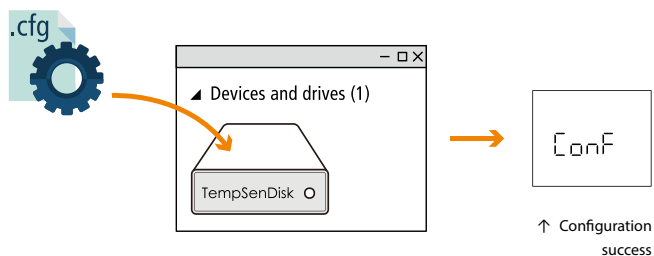 .cfg
Devices and drives (1)
TempSenDisk
ConF
↑ Configuration
success